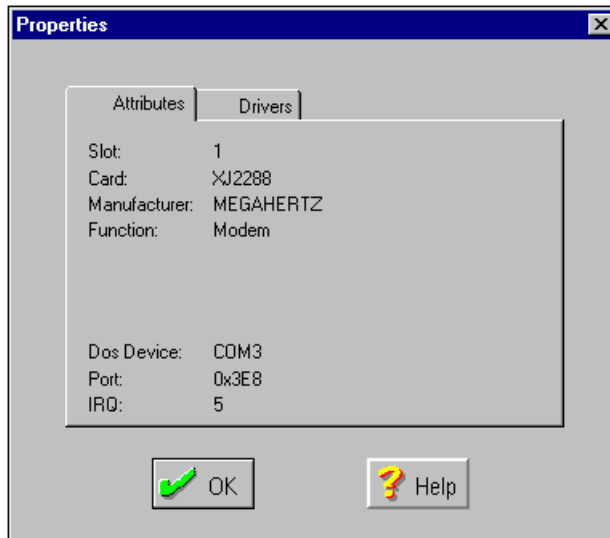 Properties
Attributes Drivers
Slot: 1
Card: XJ2288
Manufacturer: MEGAHERTZ
Function: Modem
Dos Device: COM3
Port: 0x3E8
IRQ: 5
OK Help